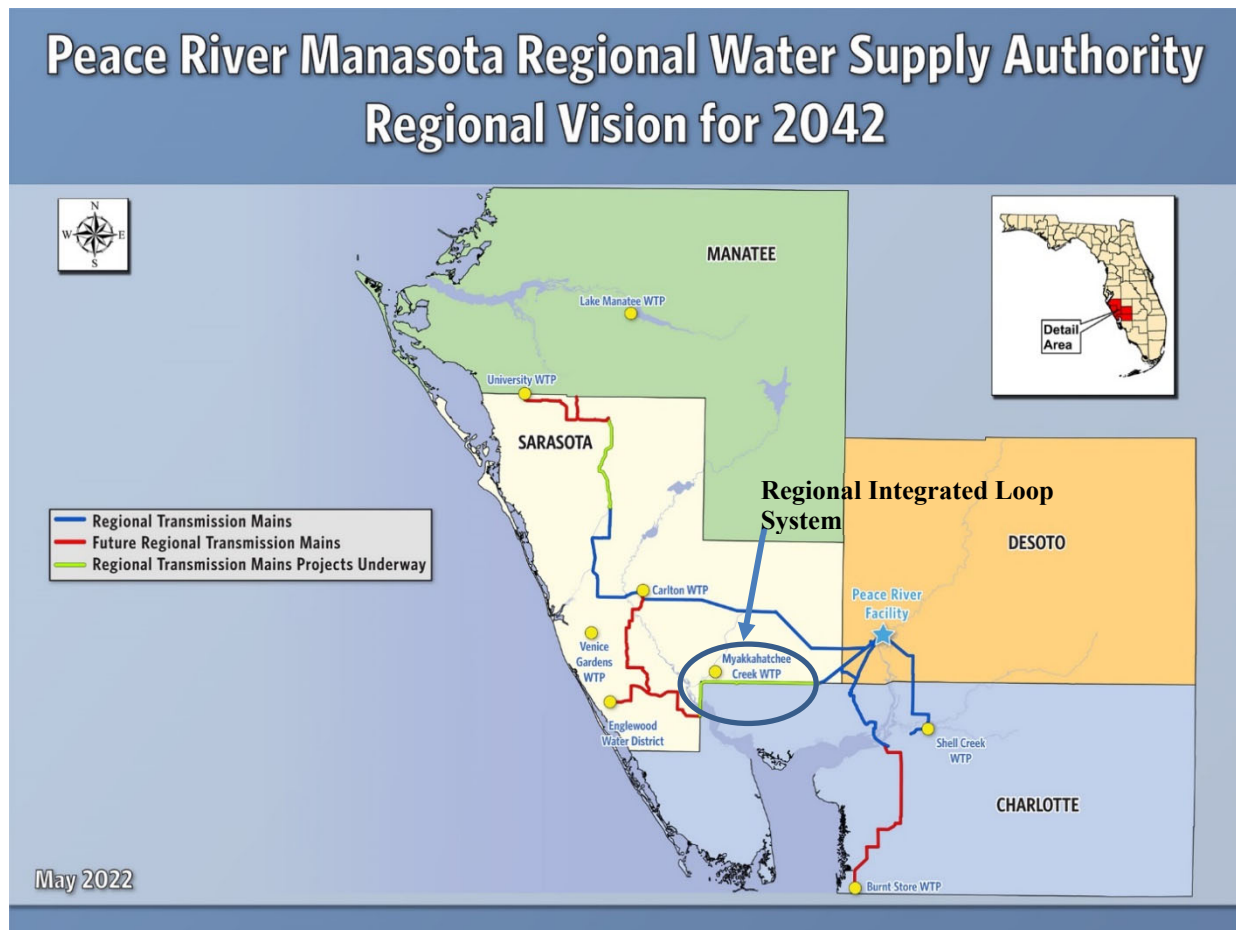 Peace River Manasota Regional Water Supply Authority
Regional Vision for 2042
N
W
E
S
MANATEE
Lake Manatee WTP
Detail
Area
University WTP
SARASOTA
Regional Integrated Loop
System
Regional Transmission Mains
Future Regional Transmission Mains
Regional Transmission Mains Projects Underway
DESOTO
Carlton WTP
Peace River
Facility
Venice
Gardens
WTP
Myakkahatchee
Creek WTP
Englewood
Water District
Shell Creek
WTP
CHARLOTTE
May 2022
Burnt Store WTP